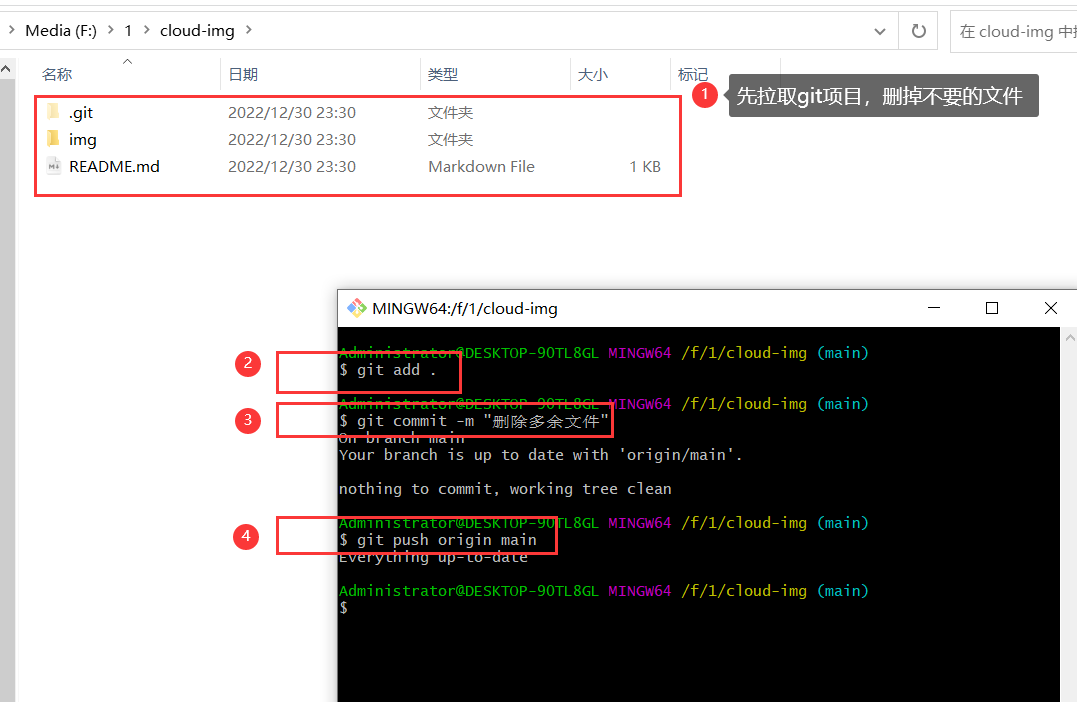 Media (F:) > 1 > cloud-img >
在 cloud-img 中
名称 日期 类型 大小 标记
1 先拉取git项目，删掉不要的文件
.git 2022/12/30 23:30 文件夹
img 2022/12/30 23:30 文件夹
README.md 2022/12/30 23:30 Markdown File 1 KB
MINGW64:/f/1/cloud-img
Administrator@DESKTOP-9OTL8GL MINGW64 /f/1/cloud-img (main)
2 $ git add .
Administrator@DESKTOP-9OTL8GL MINGW64 /f/1/cloud-img (main)
3 $ git commit -m "删除多余文件"
On branch main
Your branch is up to date with 'origin/main'.
nothing to commit, working tree clean
Administrator@DESKTOP-9OTL8GL MINGW64 /f/1/cloud-img (main)
4 $ git push origin main
Everything up-to-date
Administrator@DESKTOP-9OTL8GL MINGW64 /f/1/cloud-img (main)
$